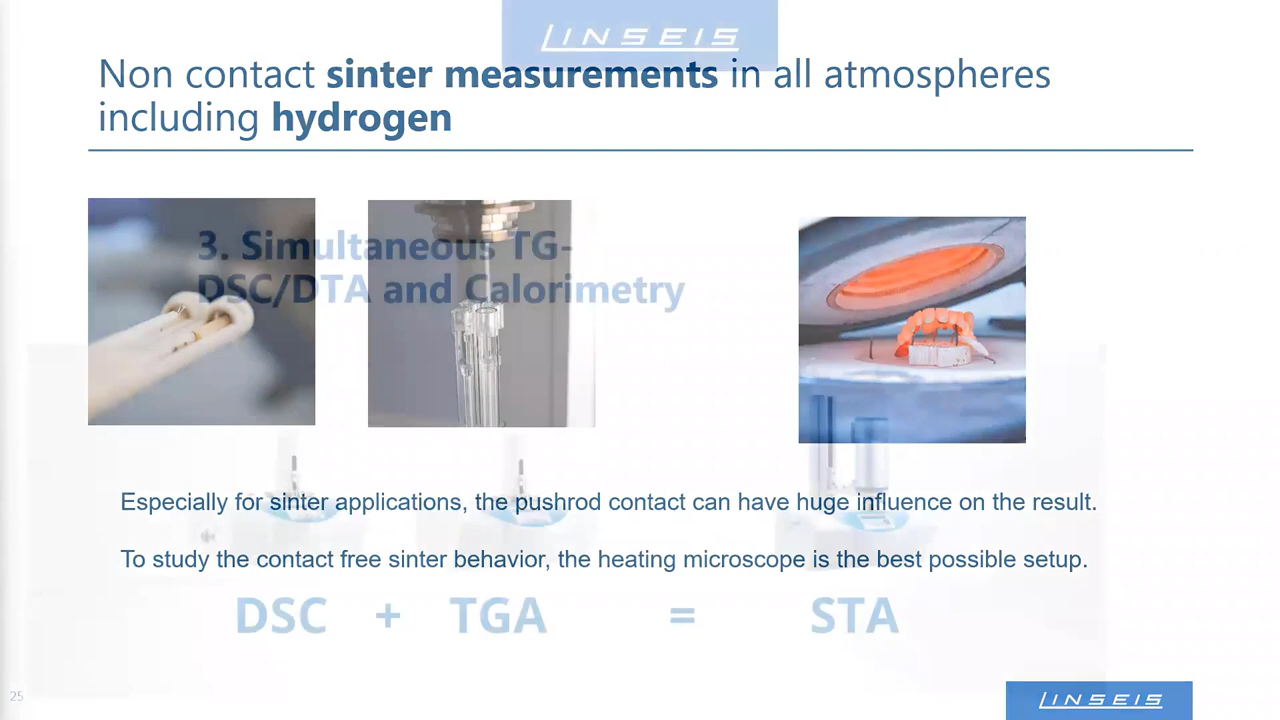 LINSEIS
Non contact sinter measurements in all atmospheres
including hydrogen
3. Simultaneous TG-
DSC/DTA and Calorimetry
Especially for sinter applications, the pushrod contact can have huge influence on the result.
To study the contact free sinter behavior, the heating microscope is the best possible setup.
DSC + TGA = STA
25
LINSEIS